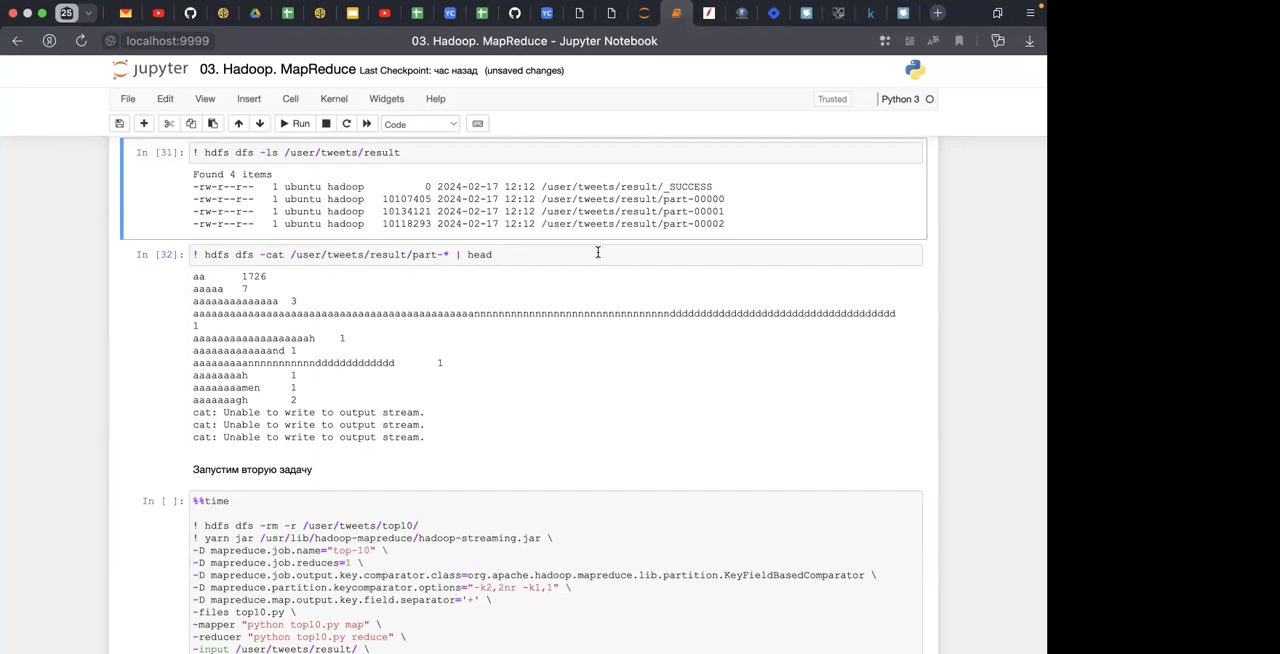 25
localhost:9999
03. Hadoop. MapReduce - Jupyter Notebook
jupyter 03. Hadoop. MapReduce Last Checkpoint: час назад (unsaved changes)
File Edit View Insert Cell Kernel Widgets Help Trusted Python 3
Run Code
In [31]: ! hdfs dfs -ls /user/tweets/result
Found 4 items
-rw-r--r-- 1 ubuntu hadoop 0 2024-02-17 12:12 /user/tweets/result/_SUCCESS
-rw-r--r-- 1 ubuntu hadoop 10107405 2024-02-17 12:12 /user/tweets/result/part-00000
-rw-r--r-- 1 ubuntu hadoop 10134121 2024-02-17 12:12 /user/tweets/result/part-00001
-rw-r--r-- 1 ubuntu hadoop 10118293 2024-02-17 12:12 /user/tweets/result/part-00002
In [32]: ! hdfs dfs -cat /user/tweets/result/part-* | head
aa 1726
aaaaa 7
aaaaaaaaaaaaaa 3
1
aaaaaaaaaaaaaaaaaaah 1
aaaaaaaaaaaaand 1
aaaaaaaaannnnnnnnnnnddddddddddddd 1
aaaaaaaah 1
aaaaaaaamen 1
aaaaaaagh 2
cat: Unable to write to output stream.
cat: Unable to write to output stream.
cat: Unable to write to output stream.
Запустим вторую задачу
In [ ]: %%time
! hdfs dfs -rm -r /user/tweets/top10/
! yarn jar /usr/lib/hadoop-mapreduce/hadoop-streaming.jar \
-D mapreduce.job.name="top-10" \
-D mapreduce.job.reduces=1 \
-D mapreduce.job.output.key.comparator.class=org.apache.hadoop.mapreduce.lib.partition.KeyFieldBasedComparator \
-D mapreduce.partition.keycomparator.options="-k2,2nr -k1,1" \
-D mapreduce.map.output.key.field.separator='+' \
-files top10.py \
-mapper "python top10.py map" \
-reducer "python top10.py reduce" \
-input /user/tweets/result/ \